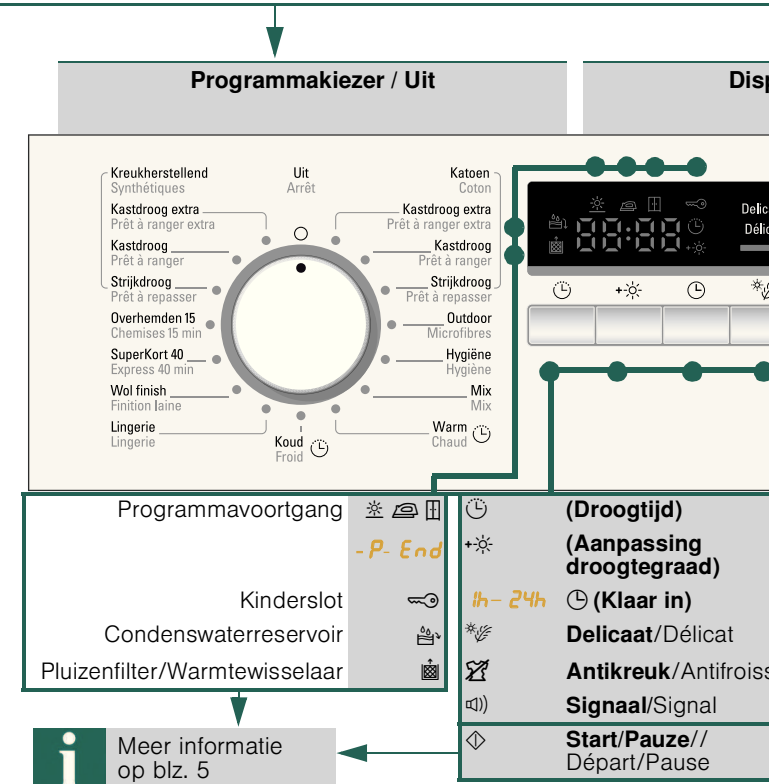 Programmakiezer / Uit
Disp
Kreukherstellend
Synthétiques
Kastdroog extra
Prêt à ranger extra
Kastdroog
Prêt à ranger
Strijkdroog
Prêt à repasser
Overhemden 15
Chemises 15 min
SuperKort 40
Express 40 min
Wol finish
Finition laine
Lingerie
Lingerie
Uit
Arrêt
Koud
Froid
Katoen
Coton
Kastdroog extra
Prêt à ranger extra
Kastdroog
Prêt à ranger
Strijkdroog
Prêt à repasser
Outdoor
Microfibres
Hygiëne
Hygiène
Mix
Mix
Warm
Chaud
88:88
Delic
Délic
Programmavoortgang
-P- End
Kinderslot
Condenswaterreservoir
Pluizenfilter/Warmtewisselaar
(Droogtijd)
(Aanpassing
droogtegraad)
1h- 24h (Klaar in)
Delicaat/Délicat
Antikreuk/Antifroiss
Signaal/Signal
Start/Pauze//
Départ/Pause
i
Meer informatie
op blz. 5